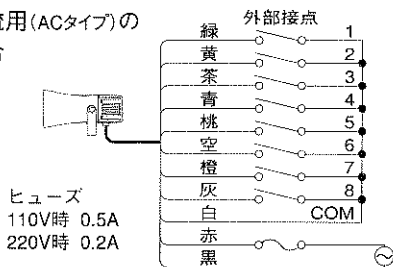 流用(ACタイプ)の
外部接点
緑 1
黄 2
茶 3
青 4
桃 5
空 6
橙 7
灰 8
白 COM
赤
黒
ヒューズ
110V時 0.5A
220V時 0.2A